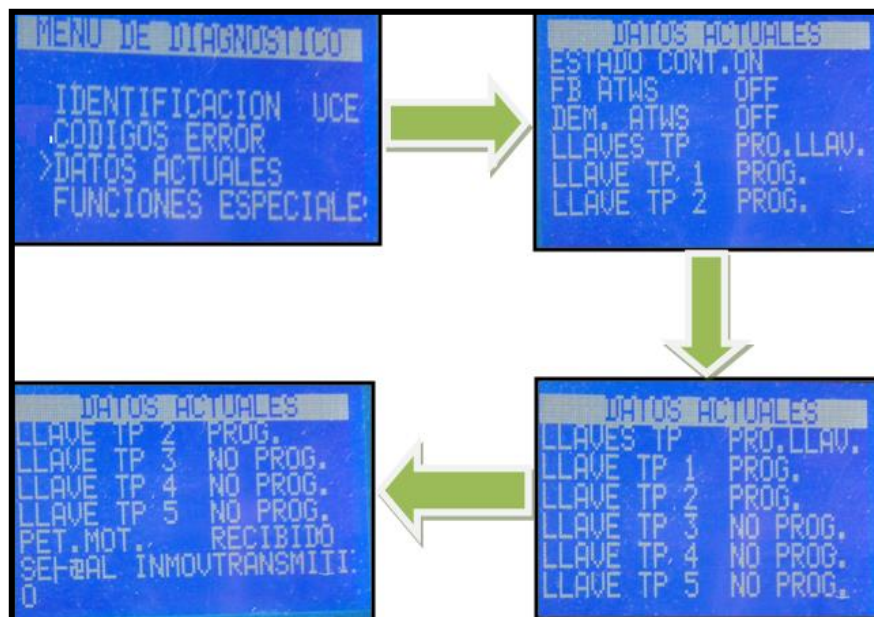 MENU DE DIAGNOSTICO
IDENTIFICACION UCE
CODIGOS ERROR
>DATOS ACTUALES
FUNCIONES ESPECIALES
DATOS ACTUALES
ESTADO CONT.ON
FB ATWS OFF
DEM. ATWS OFF
LLAVES TP PRO.LLAV.
LLAVE TP 1 PROG.
LLAVE TP 2 PROG.
DATOS ACTUALES
LLAVES TP PRO.LLAV.
LLAVE TP 1 PROG.
LLAVE TP 2 PROG.
LLAVE TP 3 NO PROG.
LLAVE TP 4 NO PROG.
LLAVE TP 5 NO PROG.
DATOS ACTUALES
LLAVE TP 2 PROG.
LLAVE TP 3 NO PROG.
LLAVE TP 4 NO PROG.
LLAVE TP 5 NO PROG.
PET.MOT. RECIBIDO
O